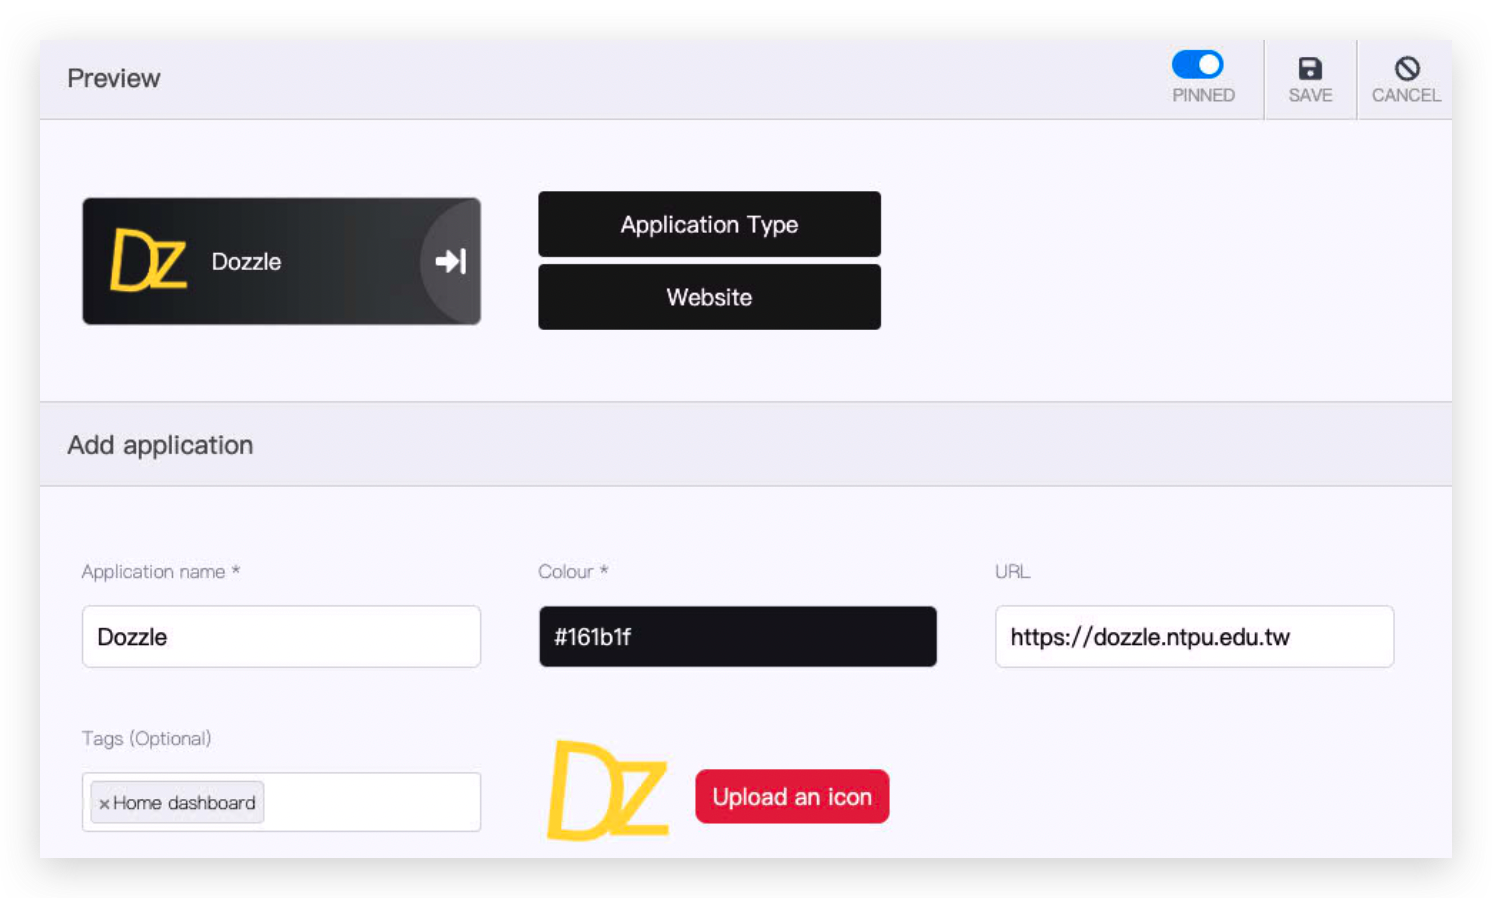 Preview
PINNED
SAVE
CANCEL
Dz Dozzle
Application Type
Website
Add application
Application name *
Colour *
URL
Dozzle
#161b1f
https://dozzle.ntpu.edu.tw
Tags (Optional)
×Home dashboard
Dz
Upload an icon